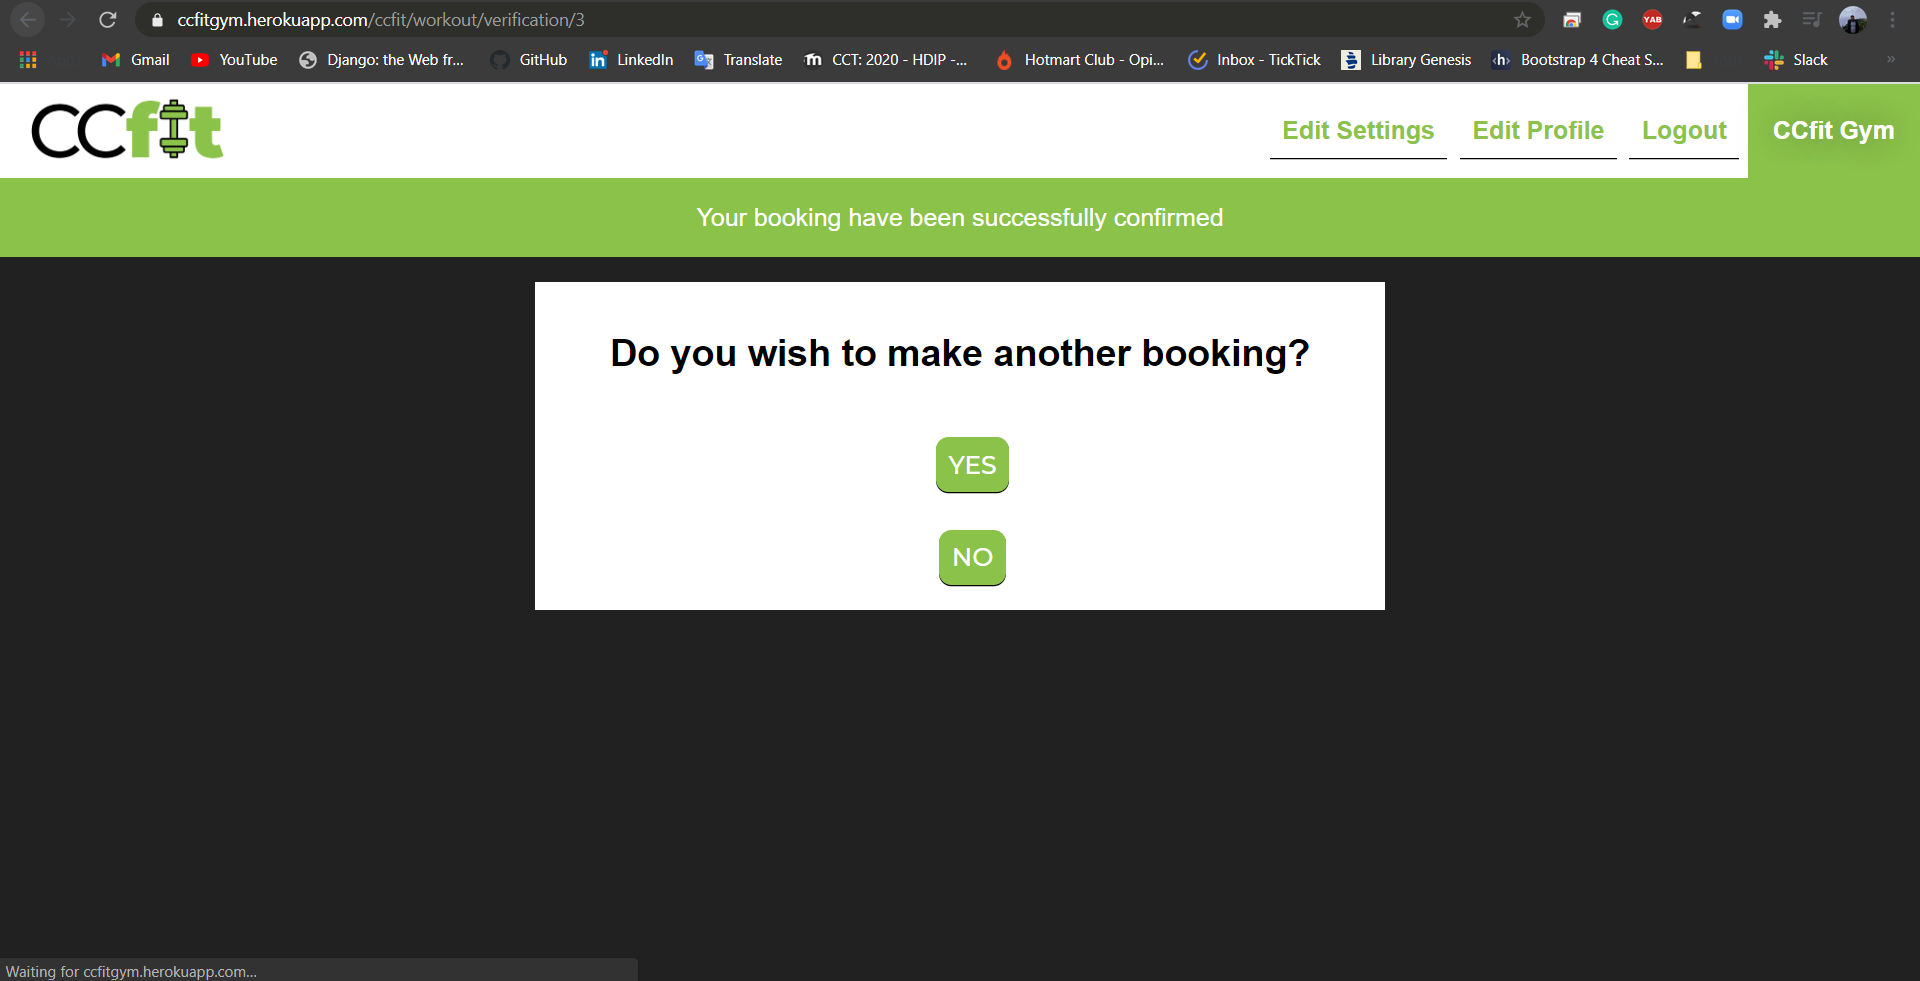 ccfitgym.herokuapp.com/ccfit/workout/verification/3
YAB
Gmail YouTube Django: the Web fr... GitHub LinkedIn Translate CCT: 2020 - HDIP -... Hotmart Club - Opi... Inbox - TickTick Library Genesis Bootstrap 4 Cheat S... Slack »
CCfit Edit Settings Edit Profile Logout CCfit Gym
Your booking have been successfully confirmed
Do you wish to make another booking?
YES
NO
Waiting for ccfitgym.herokuapp.com...